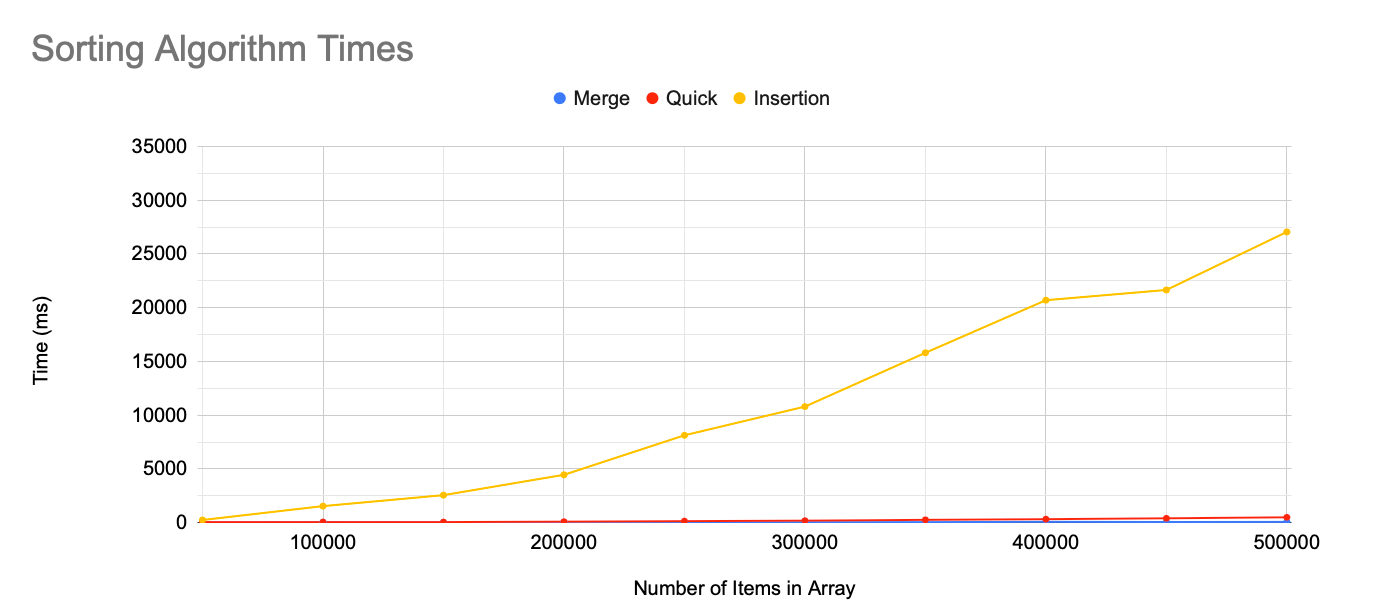 Sorting Algorithm Times
Merge Quick Insertion
35000
30000
25000
20000
15000
10000
5000
0
Time (ms)
100000 200000 300000 400000 500000
Number of Items in Array